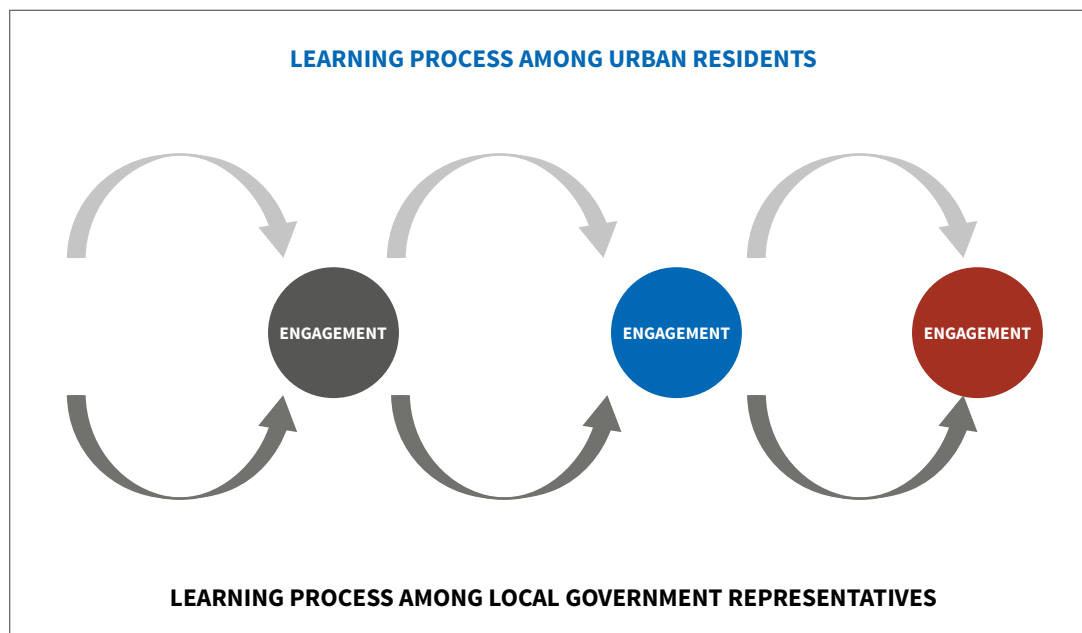 LEARNING PROCESS AMONG URBAN RESIDENTS
ENGAGEMENT
ENGAGEMENT
ENGAGEMENT
LEARNING PROCESS AMONG LOCAL GOVERNMENT REPRESENTATIVES